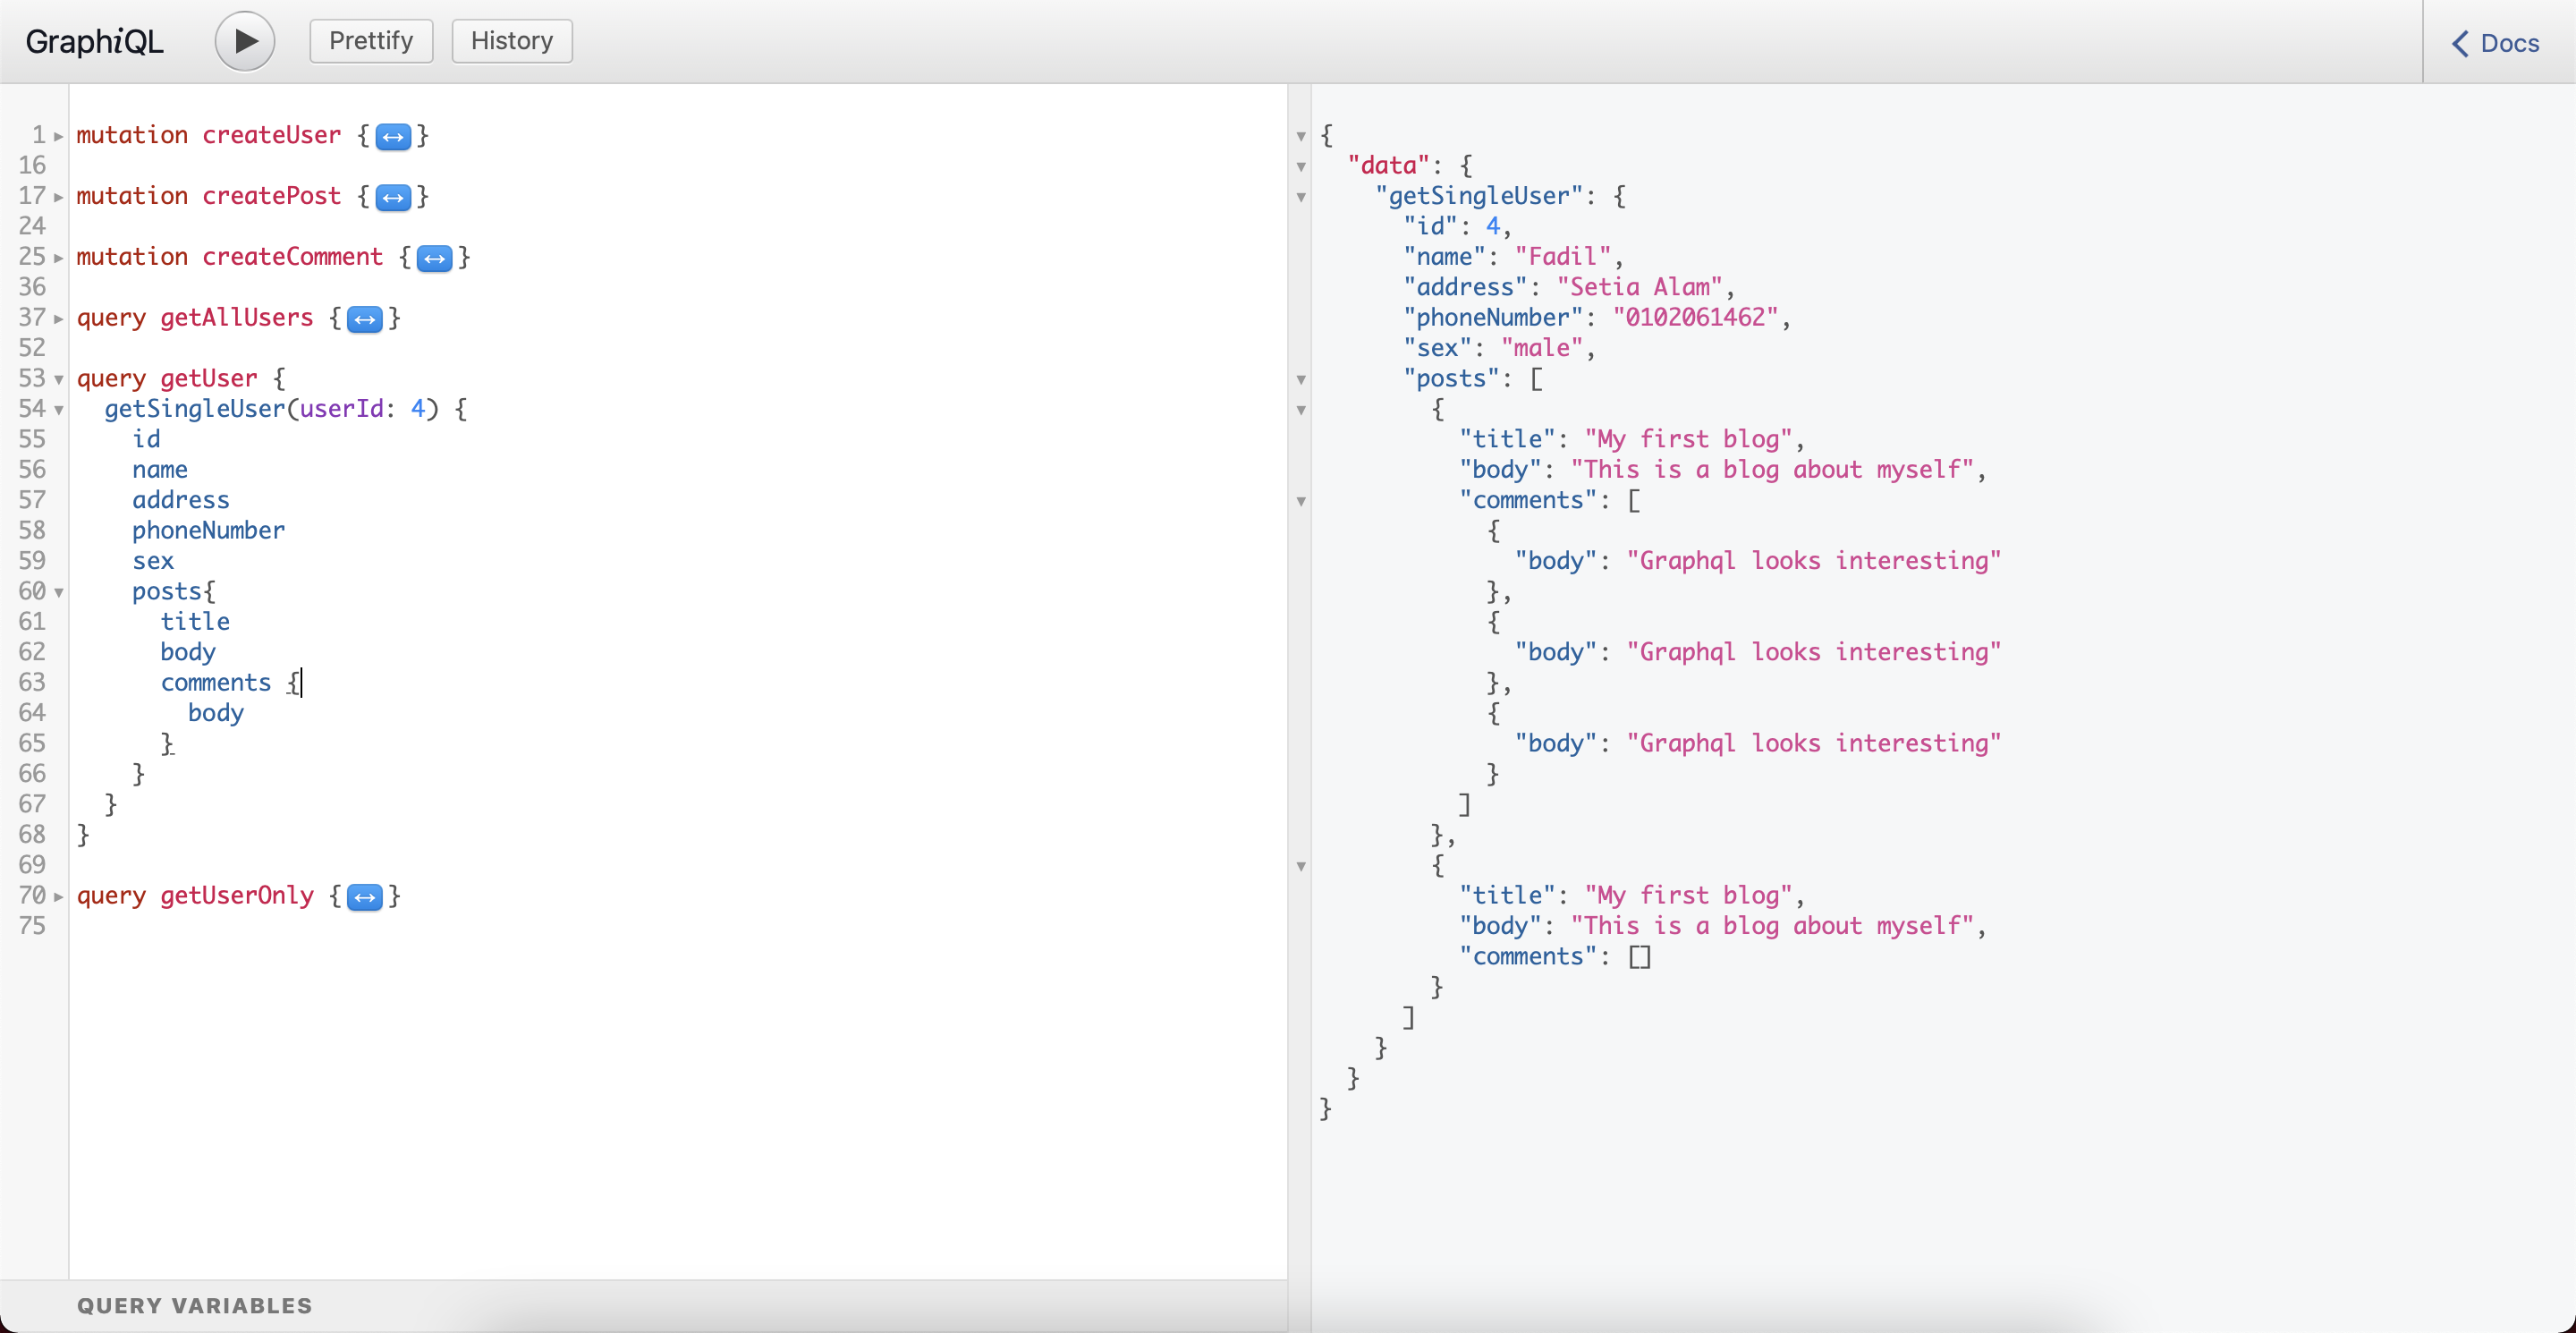 GraphiQL Prettify History Docs
1 mutation createUser { }
16
17 mutation createPost { }
24
25 mutation createComment { }
36
37 query getAllUsers { }
52
53 query getUser {
54 getSingleUser(userId: 4) {
55 id
56 name
57 address
58 phoneNumber
59 sex
60 posts{
61 title
62 body
63 comments {
64 body
65 }
66 }
67 }
68 }
69
70 query getUserOnly { }
75
QUERY VARIABLES
{
"data": {
"getSingleUser": {
"id": 4,
"name": "Fadil",
"address": "Setia Alam",
"phoneNumber": "0102061462",
"sex": "male",
"posts": [
{
"title": "My first blog",
"body": "This is a blog about myself",
"comments": [
{
"body": "Graphql looks interesting"
},
{
"body": "Graphql looks interesting"
},
{
"body": "Graphql looks interesting"
}
]
},
{
"title": "My first blog",
"body": "This is a blog about myself",
"comments": []
}
]
}
}
}